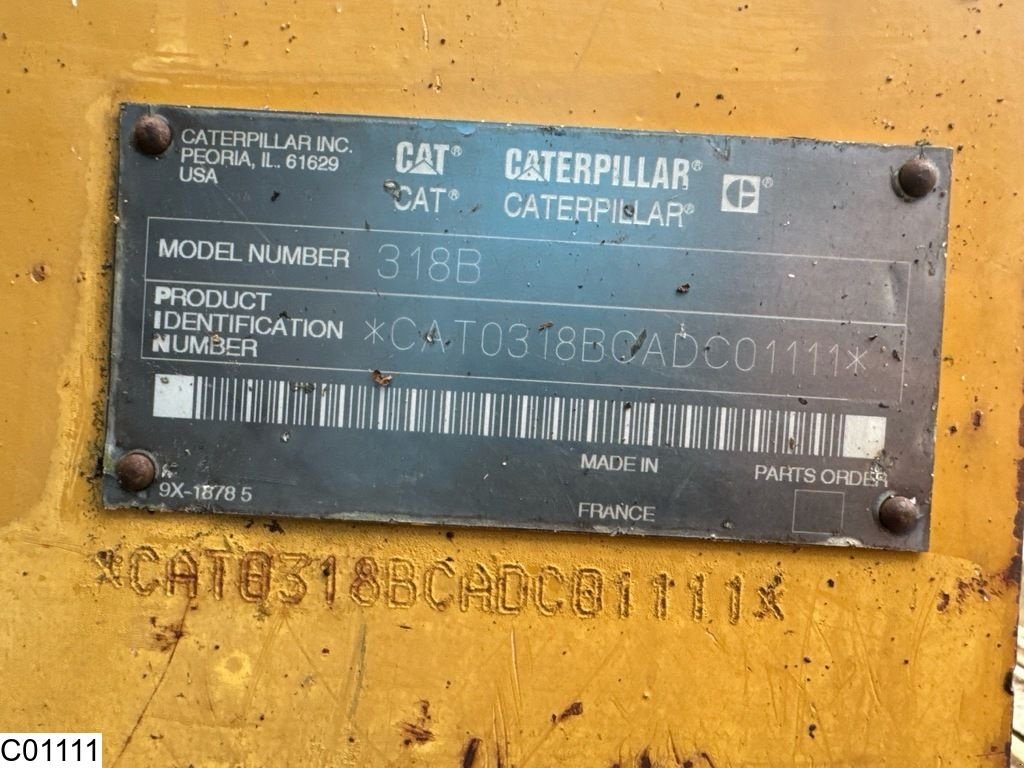 CATERPILLAR INC.
PEORIA, IL. 61629
USA
CAT® CATERPILLAR® ®
CAT® CATERPILLAR®
MODEL NUMBER 318B
PRODUCT
IDENTIFICATION
NUMBER
*CAT0318BCADC01111*
MADE IN
FRANCE
PARTS ORDER
9X-1878 5
*CAT0318BCADC01111*
C01111